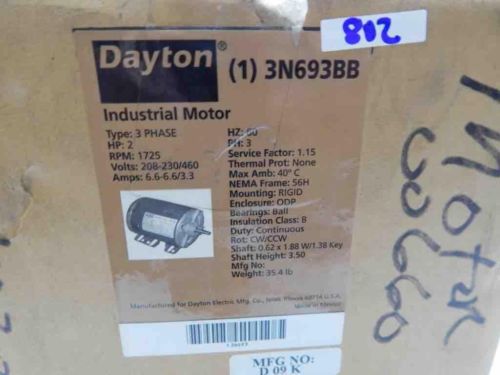 802
Dayton®
(1) 3N693BB
Industrial Motor
Type: 3 PHASE
HP: 2
RPM: 1725
Volts: 208-230/460
Amps: 6.6-6.6/3.3
HZ: 60
PH: 3
Service Factor: 1.15
Thermal Prot: None
Max Amb: 40° C
NEMA Frame: 56H
Mounting: RIGID
Enclosure: ODP
Bearings: Ball
Insulation Class: B
Duty: Continuous
Rot: CW/CCW
Shaft: 0.62 x 1.88 W/1.38 Key
Shaft Height: 3.50
Mfg No:
Weight: 35.4 lb
Manufactured for Dayton Electric Mfg. Co., Niles, Illinois 60714 U.S.A.
Made in Mexico
MFG NO:
D 09 K
Motor